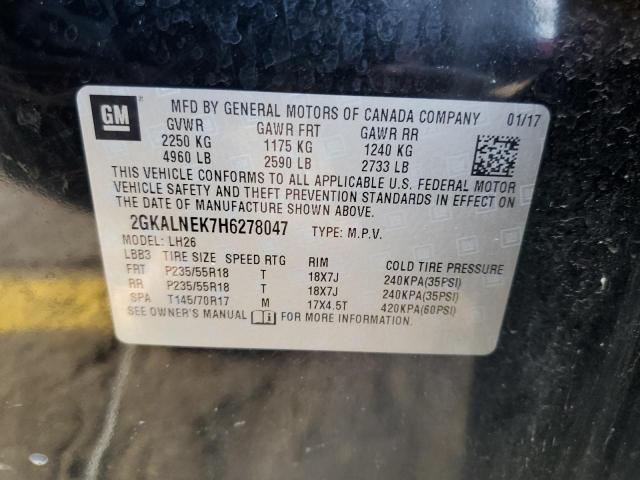 GM
MFD BY GENERAL MOTORS OF CANADA COMPANY 01/17
GVWR GAWR FRT GAWR RR
2250 KG 1175 KG 1240 KG
4960 LB 2590 LB 2733 LB
THIS VEHICLE CONFORMS TO ALL APPLICABLE U.S. FEDERAL MOTOR
VEHICLE SAFETY AND THEFT PREVENTION STANDARDS IN EFFECT ON
THE DATE OF MANUFACTURE SHOWN ABOVE.
2GKALNEK7H6278047 TYPE: M.P.V.
MODEL: LH26
LBB3 TIRE SIZE SPEED RTG RIM COLD TIRE PRESSURE
FRT P235/55R18 T 18X7J 240KPA(35PSI)
RR P235/55R18 T 18X7J 240KPA(35PSI)
SPA T145/70R17 M 17X4.5T 420KPA(60PSI)
SEE OWNER'S MANUAL FOR MORE INFORMATION.